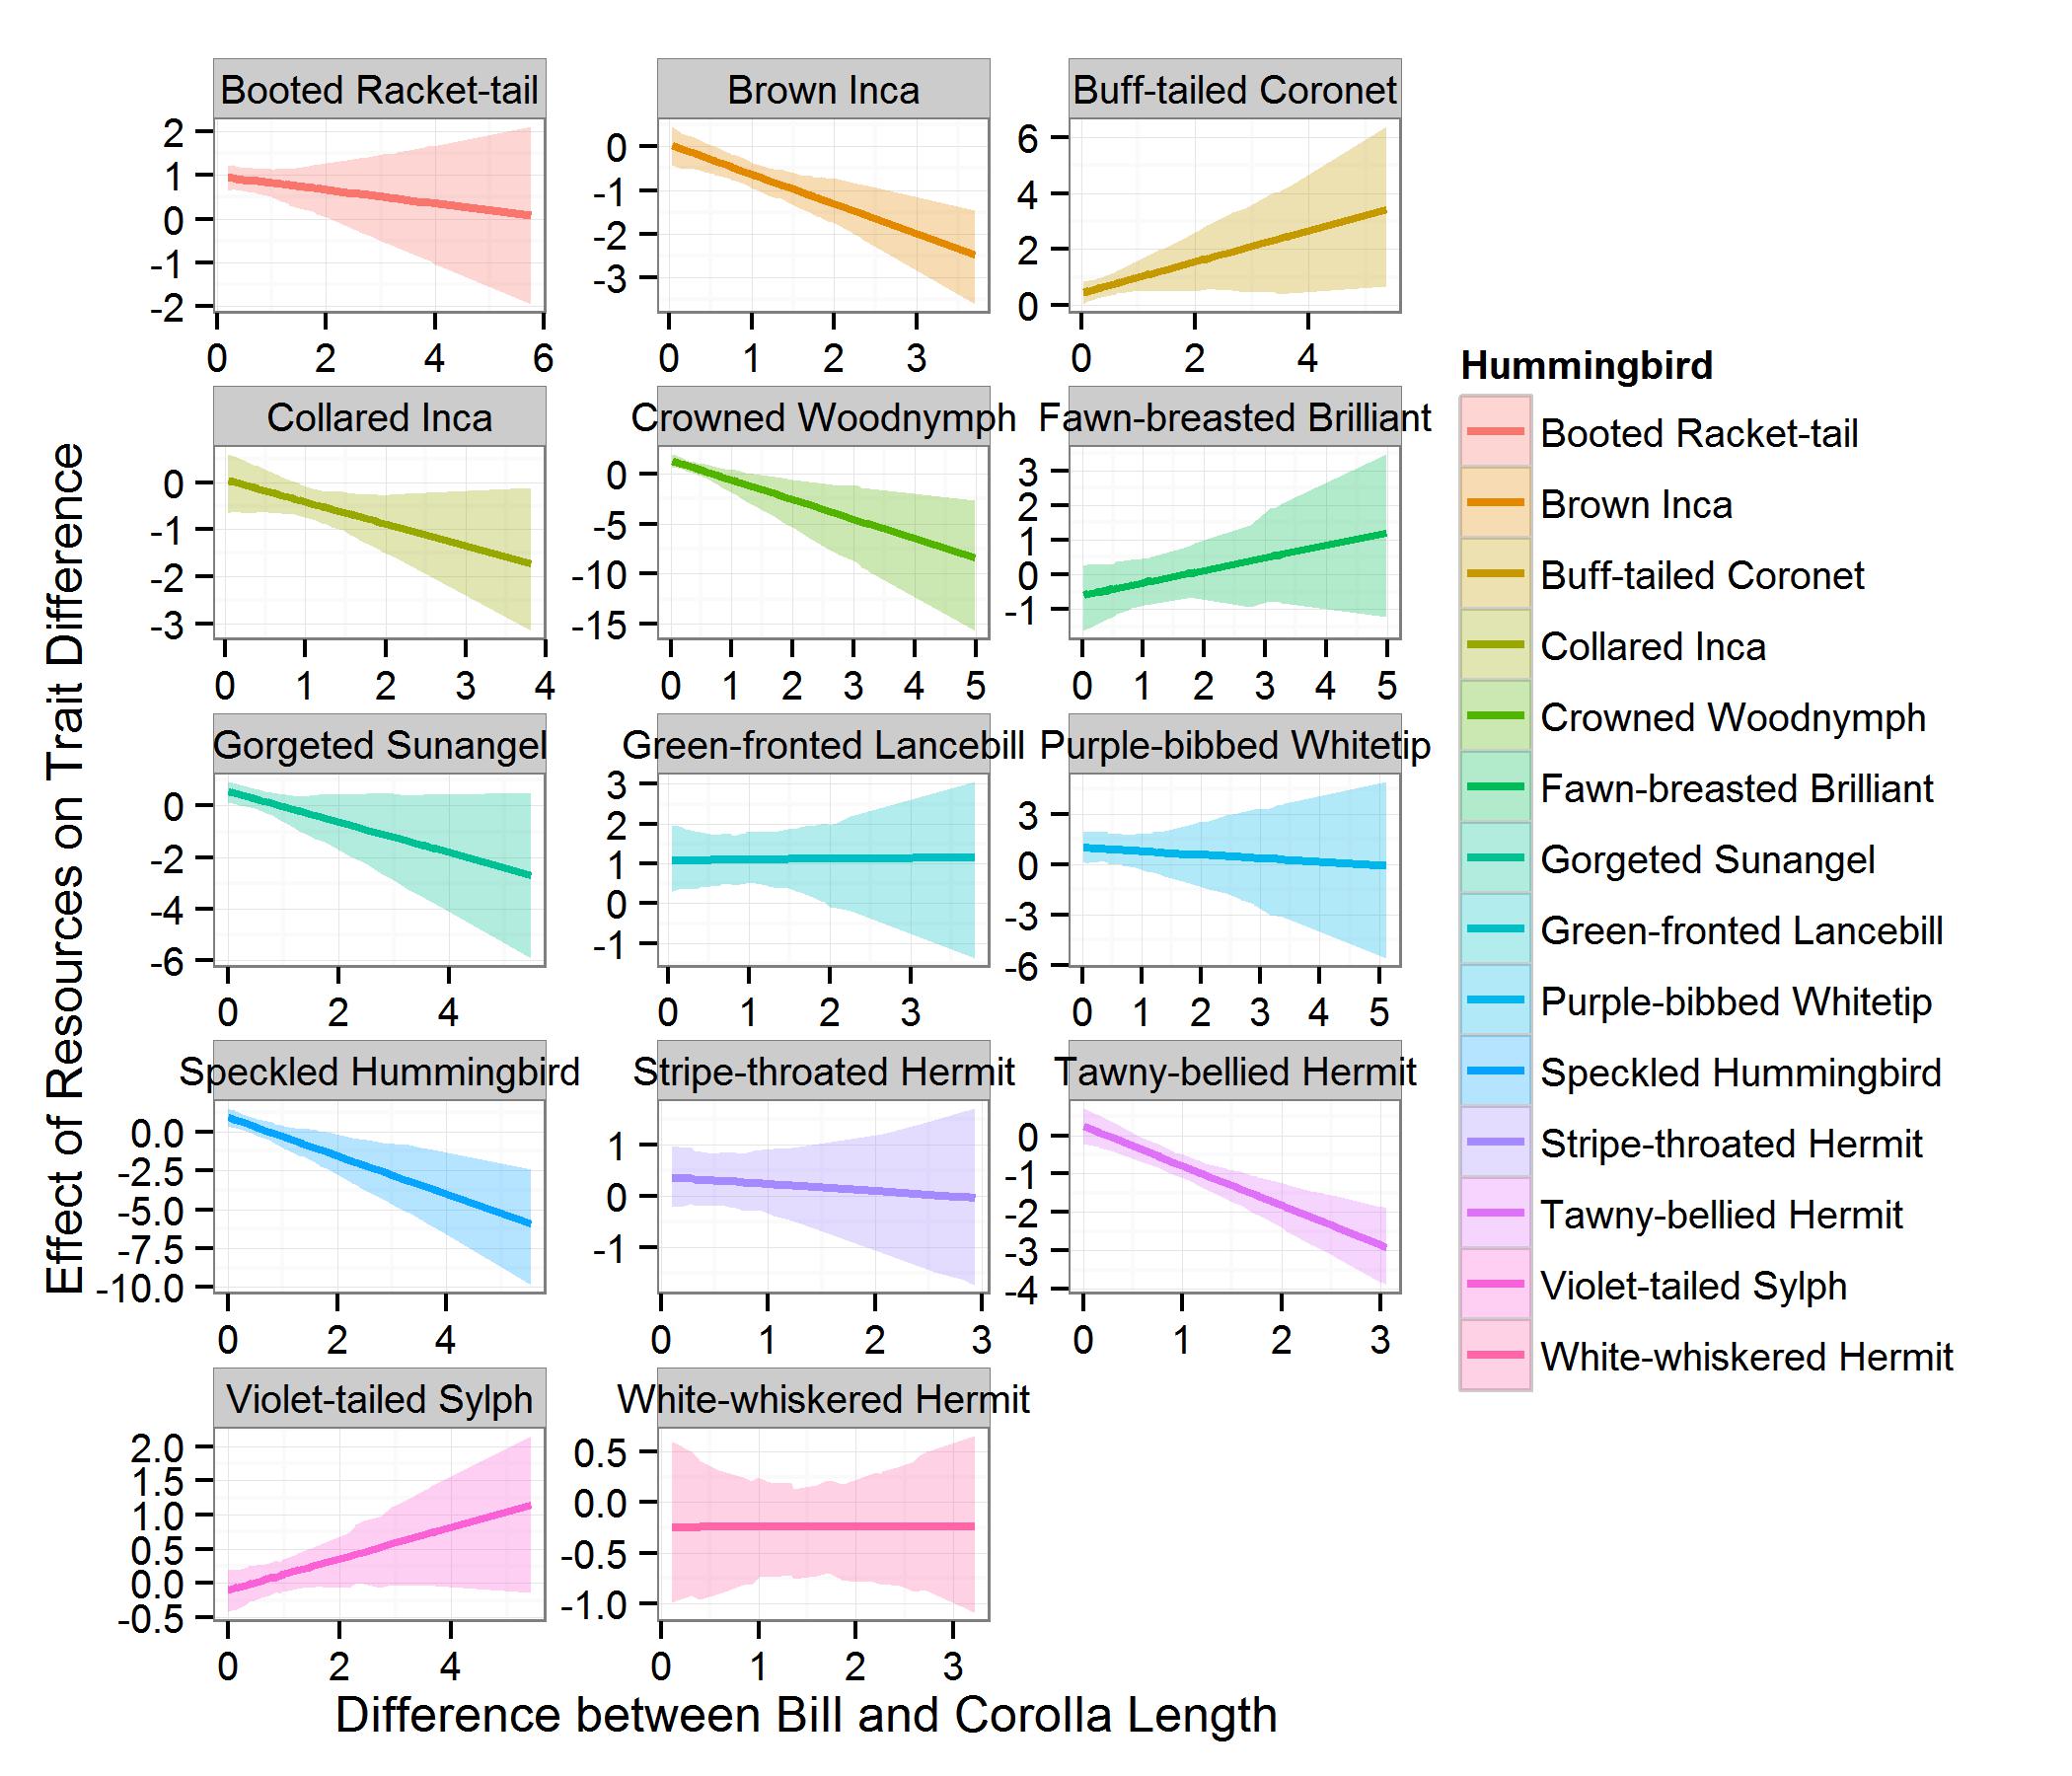 Booted Racket-tail
Brown Inca
Buff-tailed Coronet
2
1
0
-1
-2
0
-1
-2
-3
6
4
2
0
0 2 4 6
0 1 2 3
0 2 4
Collared Inca
Crowned Woodnymph
Fawn-breasted Brilliant
0
-1
-2
-3
0
-5
-10
-15
3
2
1
0
-1
0 1 2 3 4
0 1 2 3 4 5
0 1 2 3 4 5
Gorgeted Sunangel
Green-fronted Lancebill
Purple-bibbed Whitetip
0
-2
-4
-6
3
2
1
0
-1
3
0
-3
-6
0 2 4
0 1 2 3
0 1 2 3 4 5
Speckled Hummingbird
Stripe-throated Hermit
Tawny-bellied Hermit
0.0
-2.5
-5.0
-7.5
-10.0
1
0
-1
0
-1
-2
-3
-4
0 2 4
0 1 2 3
0 1 2 3
Violet-tailed Sylph
White-whiskered Hermit
2.0
1.5
1.0
0.5
0.0
-0.5
0.5
0.0
-0.5
-1.0
0 2 4
0 1 2 3
Effect of Resources on Trait Difference
Difference between Bill and Corolla Length
Hummingbird
Booted Racket-tail
Brown Inca
Buff-tailed Coronet
Collared Inca
Crowned Woodnymph
Fawn-breasted Brilliant
Gorgeted Sunangel
Green-fronted Lancebill
Purple-bibbed Whitetip
Speckled Hummingbird
Stripe-throated Hermit
Tawny-bellied Hermit
Violet-tailed Sylph
White-whiskered Hermit